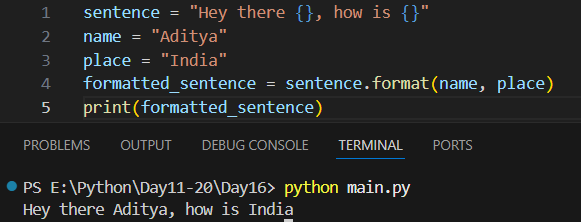 1 sentence = "Hey there {}, how is {}"
2 name = "Aditya"
3 place = "India"
4 formatted_sentence = sentence.format(name, place)
5 print(formatted_sentence)
PROBLEMS OUTPUT DEBUG CONSOLE TERMINAL PORTS
PS E:\Python\Day11-20\Day16> python main.py
Hey there Aditya, how is India